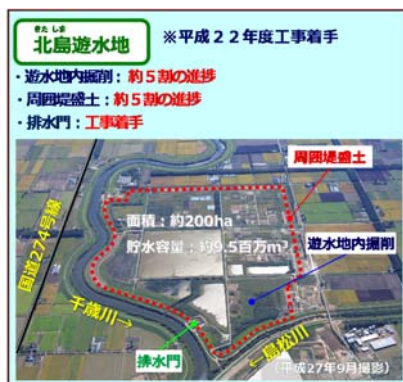 きた しま
北島遊水地
※平成２２年度工事着手
・遊水地内掘削：約５割の進捗
・周囲堤盛土：約５割の進捗
・排水門：工事着手
周囲堤盛土
国道274号線
面積：約200ha
貯水容量：約9.5百万m³
遊水地内掘削
千歳川→
←島松川
排水門
（平成27年9月撮影）